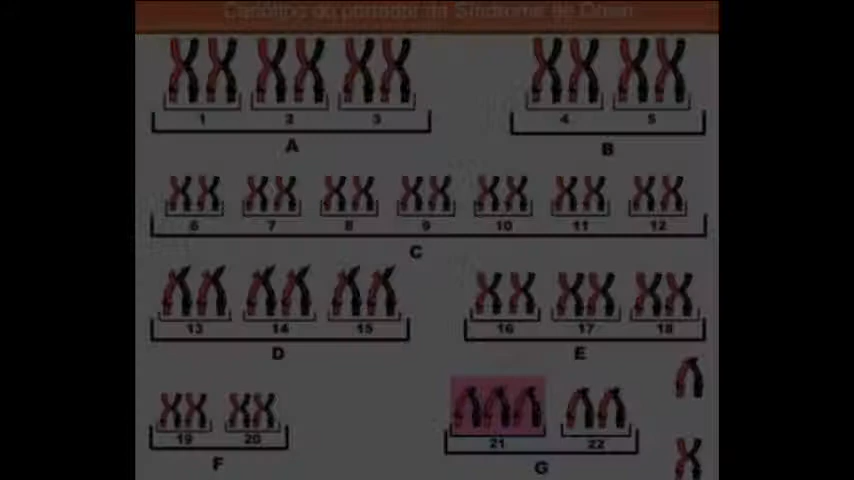 Cariótipo do portador da Síndrome de Down
1 2 3 4 5
A B
6 7 8 9 10 11 12
C
13 14 15 16 17 18
D E
19 20 21 22
F G